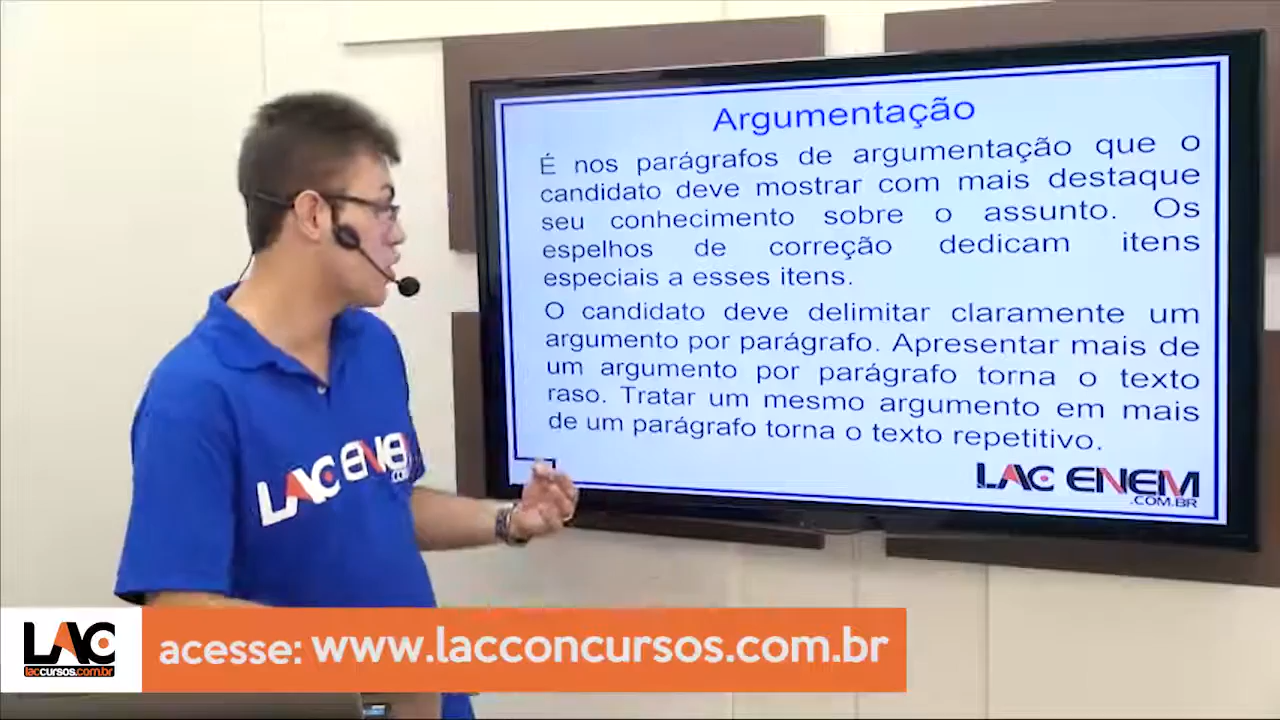 Argumentação
É nos parágrafos de argumentação que o
candidato deve mostrar com mais destaque
seu conhecimento sobre o assunto. Os
espelhos de correção dedicam itens
especiais a esses itens.
O candidato deve delimitar claramente um
argumento por parágrafo. Apresentar mais de
um argumento por parágrafo torna o texto
raso. Tratar um mesmo argumento em mais
de um parágrafo torna o texto repetitivo.
LAC ENEM
.COM.BR
LAC ENEM
.COM
LAC
laccursos.com.br
acesse: www.lacconcursos.com.br